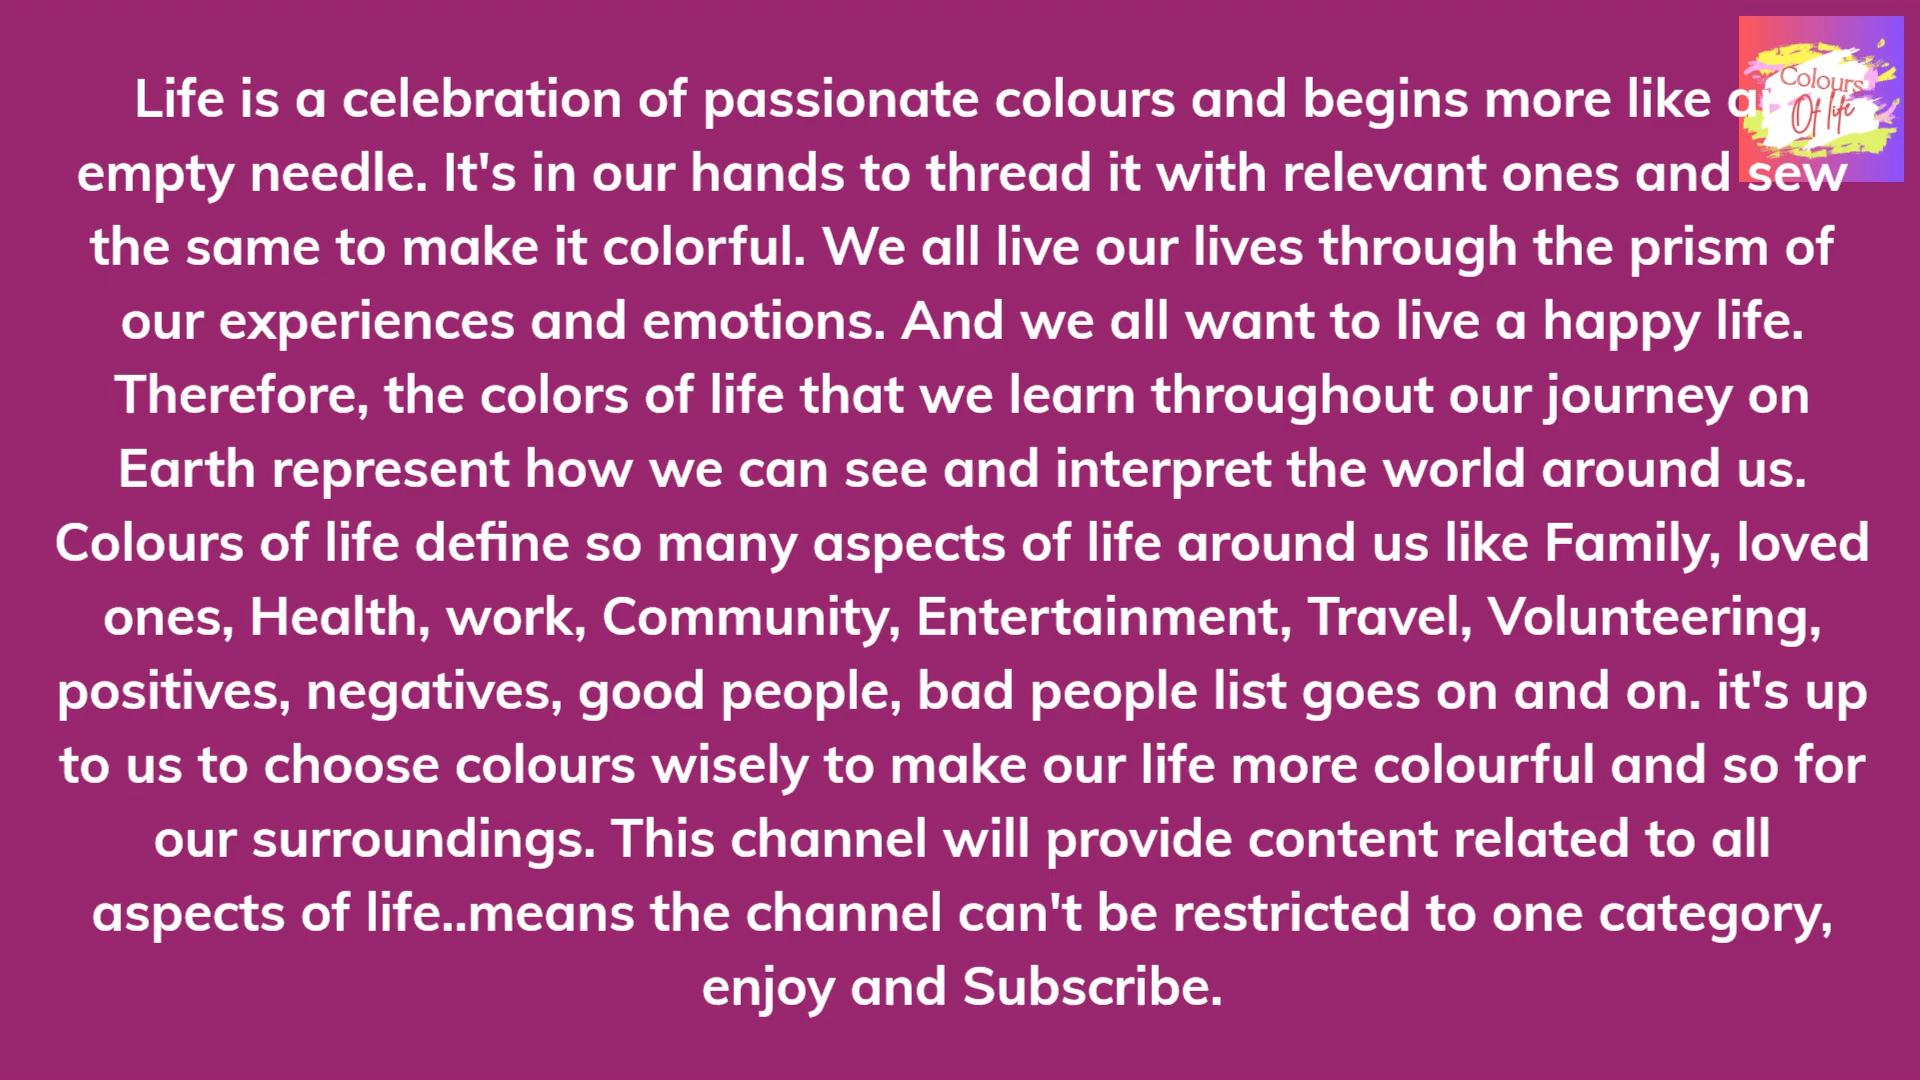 Life is a celebration of passionate colours and begins more like
empty needle. It's in our hands to thread it with relevant ones and sew
the same to make it colorful. We all live our lives through the prism of
our experiences and emotions. And we all want to live a happy life.
Therefore, the colors of life that we learn throughout our journey on
Earth represent how we can see and interpret the world around us.
Colours of life define so many aspects of life around us like Family, loved
ones, Health, work, Community, Entertainment, Travel, Volunteering,
positives, negatives, good people, bad people list goes on and on. it's up
to us to choose colours wisely to make our life more colourful and so for
our surroundings. This channel will provide content related to all
aspects of life..means the channel can't be restricted to one category,
enjoy and Subscribe.
Colours
Of life